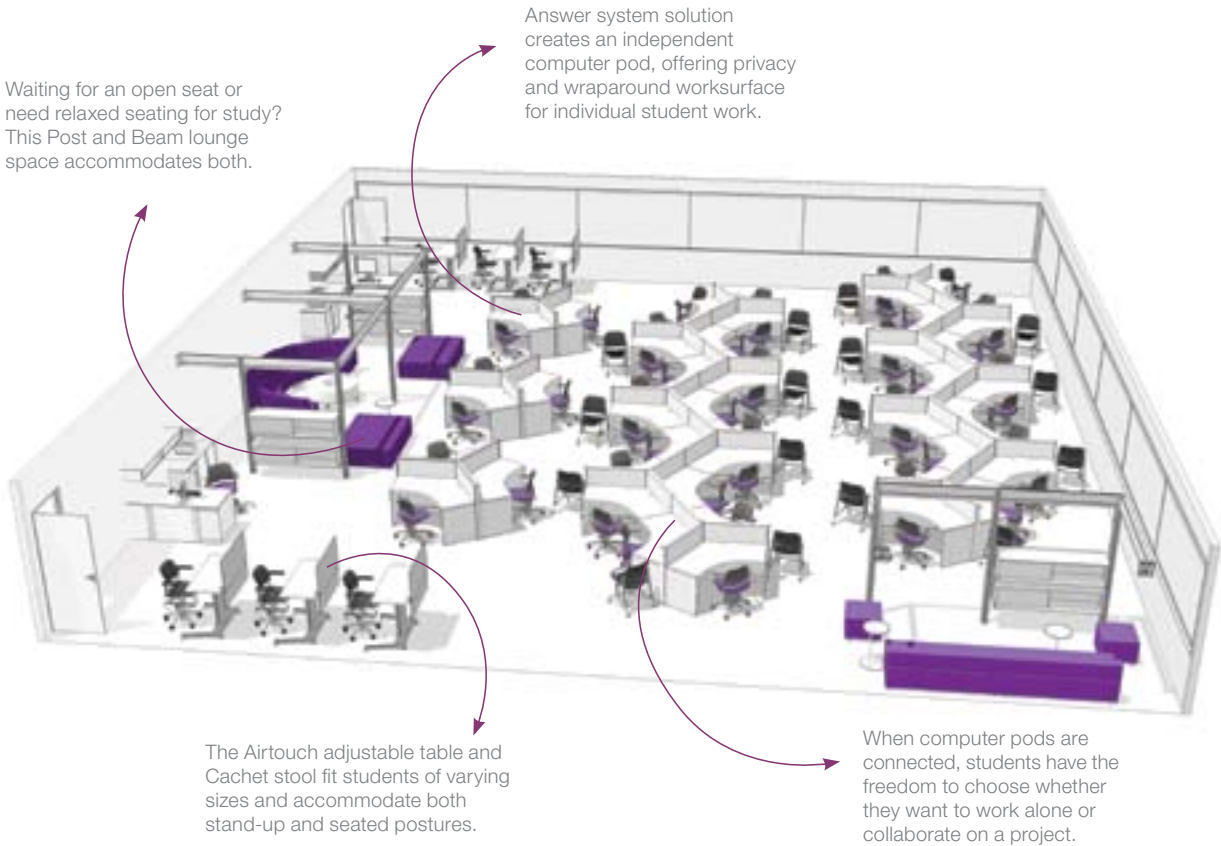 Answer system solution
creates an independent
computer pod, offering privacy
and wraparound worksurface
for individual student work.
Waiting for an open seat or
need relaxed seating for study?
This Post and Beam lounge
space accommodates both.
The Airtouch adjustable table and
Cachet stool fit students of varying
sizes and accommodate both
stand-up and seated postures.
When computer pods are
connected, students have the
freedom to choose whether
they want to work alone or
collaborate on a project.